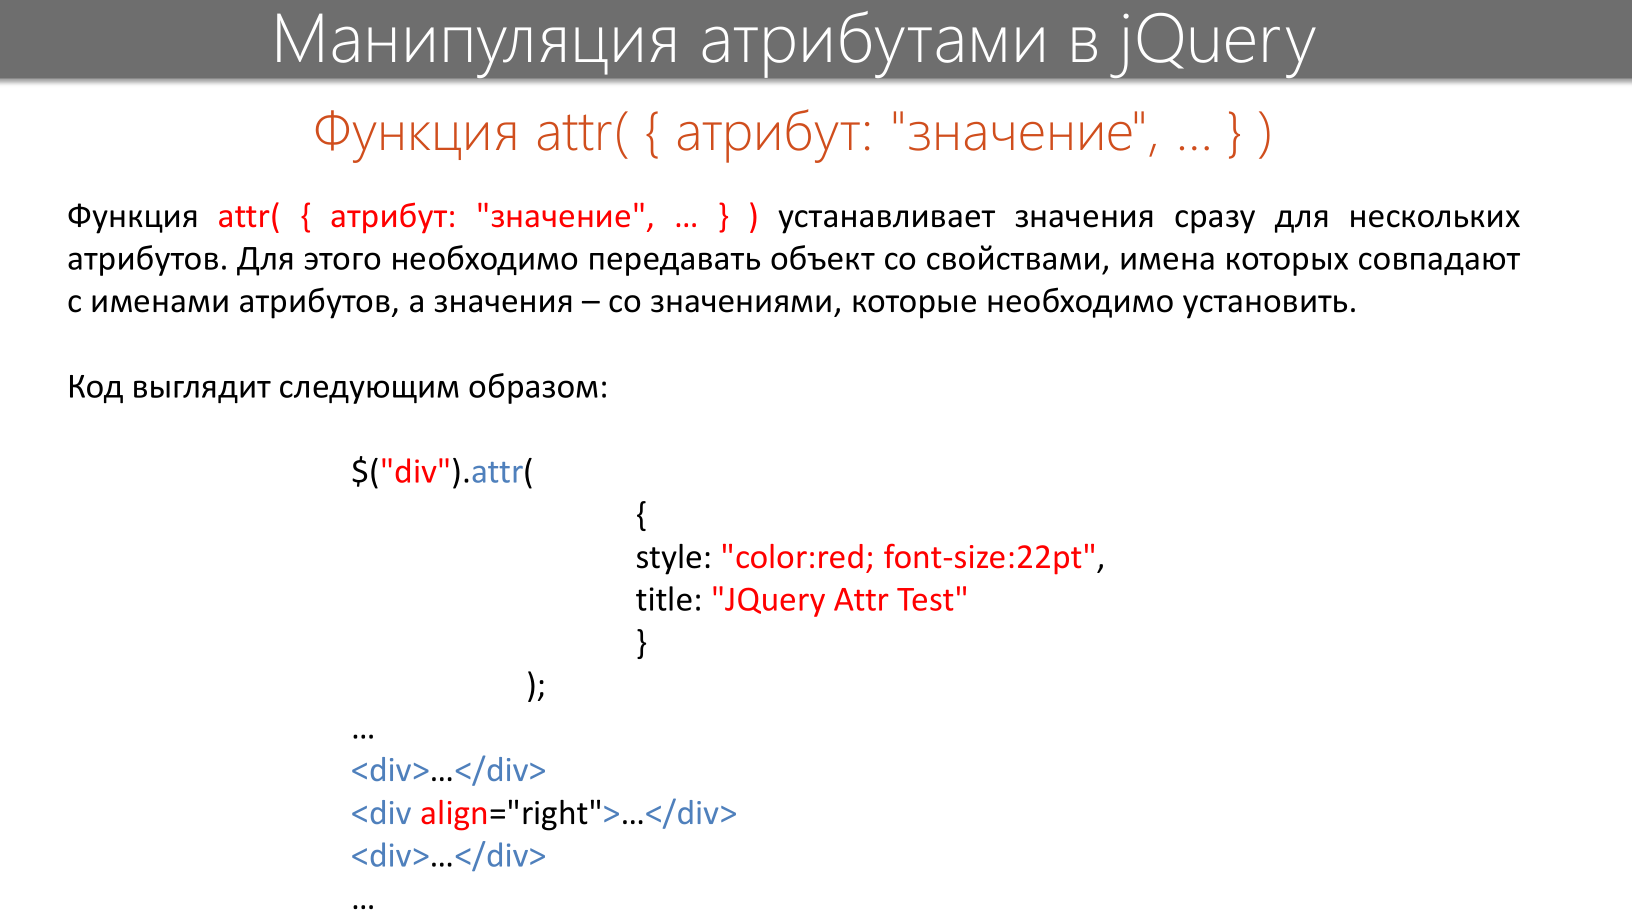 Манипуляция атрибутами в jQuery
Функция attr( { атрибут: "значение", ... } )
Функция attr( { атрибут: "значение", ... } ) устанавливает значения сразу для нескольких
атрибутов. Для этого необходимо передавать объект со свойствами, имена которых совпадают
с именами атрибутов, а значения – со значениями, которые необходимо установить.
Код выглядит следующим образом:
$("div").attr(
{
style: "color:red; font-size:22pt",
title: "JQuery Attr Test"
}
);
...
<div>...</div>
<div align="right">...</div>
<div>...</div>
...